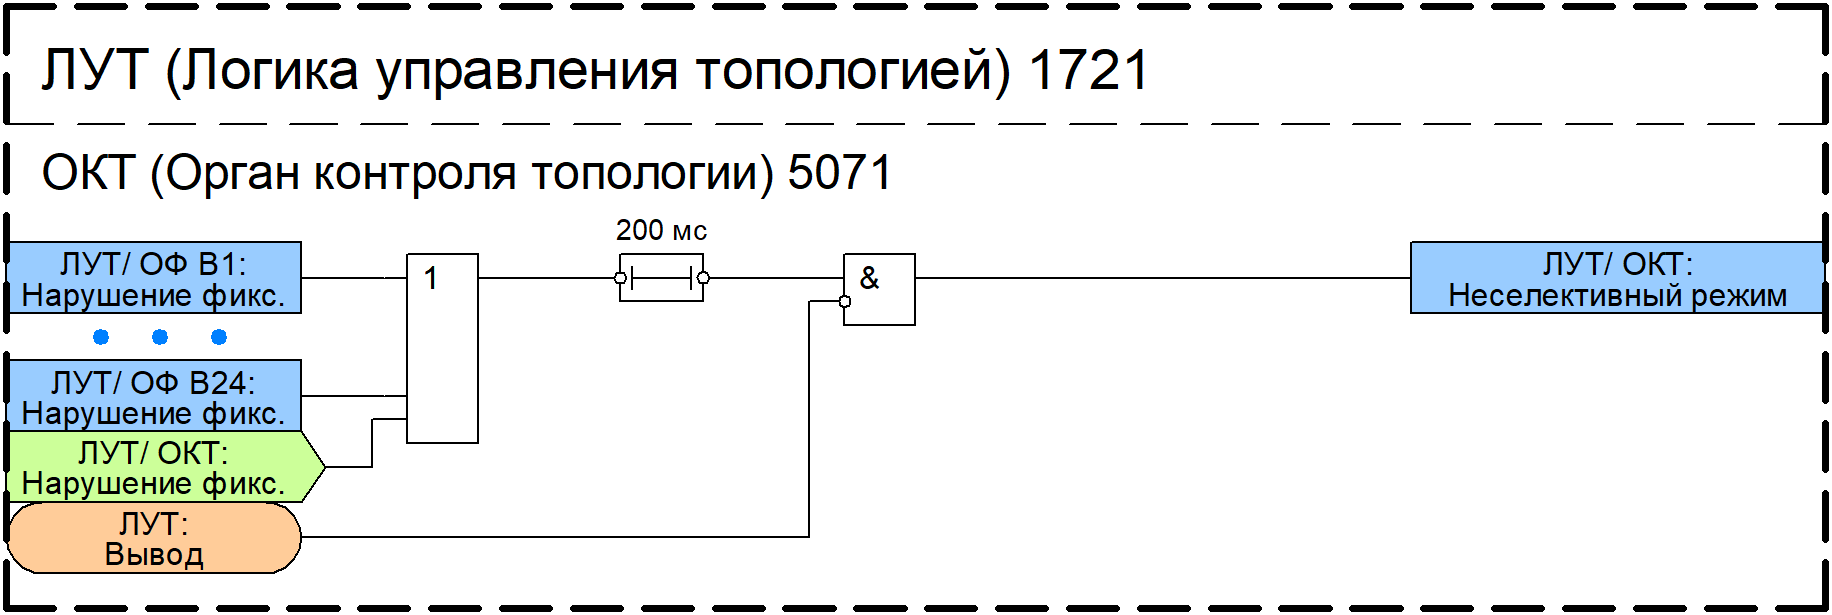 ЛУТ (Логика управления топологией) 1721
ОКТ (Орган контроля топологии) 5071
200 мс
ЛУТ/ ОФ В1:
Нарушение фикс.
1
&
ЛУТ/ ОКТ:
Неселективный режим
ЛУТ/ ОФ В24:
Нарушение фикс.
ЛУТ/ ОКТ:
Нарушение фикс.
ЛУТ:
Вывод